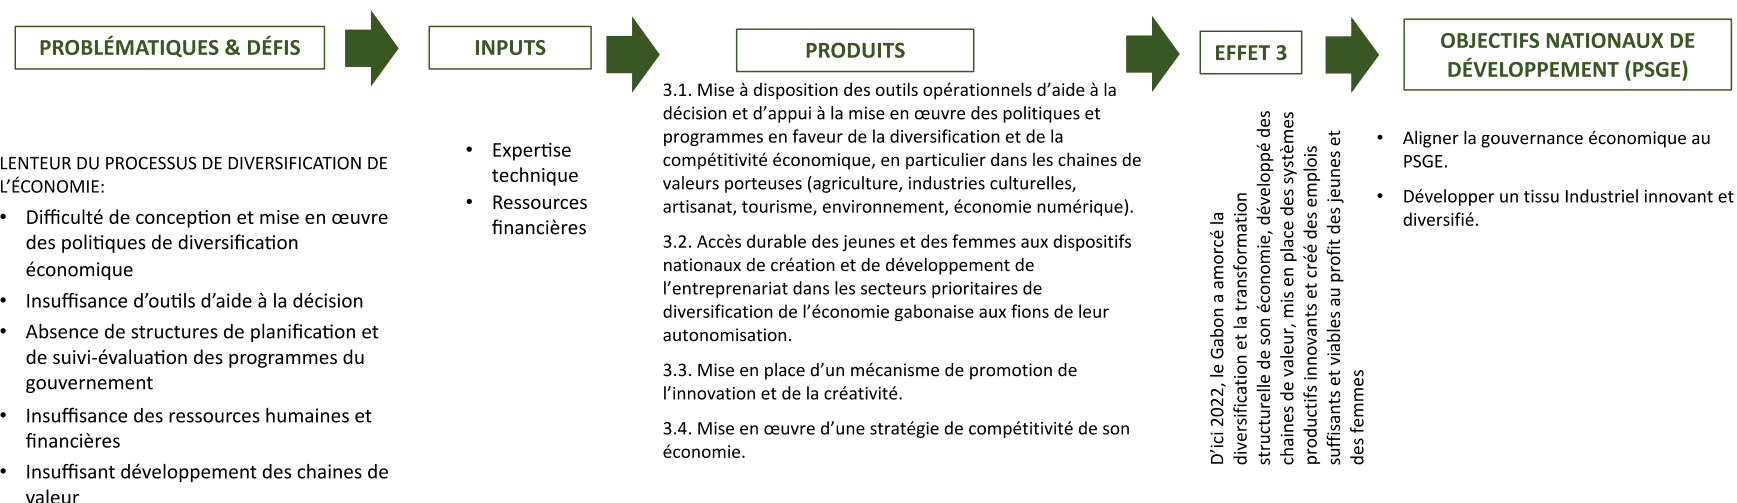 PROBLÉMATIQUES & DÉFIS
LENTEUR DU PROCESSUS DE DIVERSIFICATION DE
L’ÉCONOMIE:
• Difficulté de conception et mise en œuvre
des politiques de diversification
économique
• Insuffisance d’outils d’aide à la décision
• Absence de structures de planification et
de suivi-évaluation des programmes du
gouvernement
• Insuffisance des ressources humaines et
financières
• Insuffisant développement des chaines de
valeur
INPUTS
• Expertise
technique
• Ressources
financières
PRODUITS
3.1. Mise à disposition des outils opérationnels d’aide à la
décision et d’appui à la mise en œuvre des politiques et
programmes en faveur de la diversification et de la
compétitivité économique, en particulier dans les chaines de
valeurs porteuses (agriculture, industries culturelles,
artisanat, tourisme, environnement, économie numérique).
3.2. Accès durable des jeunes et des femmes aux dispositifs
nationaux de création et de développement de
l’entreprenariat dans les secteurs prioritaires de
diversification de l’économie gabonaise aux fions de leur
autonomisation.
3.3. Mise en place d’un mécanisme de promotion de
l’innovation et de la créativité.
3.4. Mise en œuvre d’une stratégie de compétitivité de son
économie.
EFFET 3
D’ici 2022, le Gabon a amorcé la
diversification et la transformation
structurelle de son économie, développé des
chaines de valeur, mis en place des systèmes
productifs innovants et créé des emplois
suffisants et viables au profit des jeunes et
des femmes
OBJECTIFS NATIONAUX DE
DÉVELOPPEMENT (PSGE)
• Aligner la gouvernance économique au
PSGE.
• Développer un tissu Industriel innovant et
diversifié.